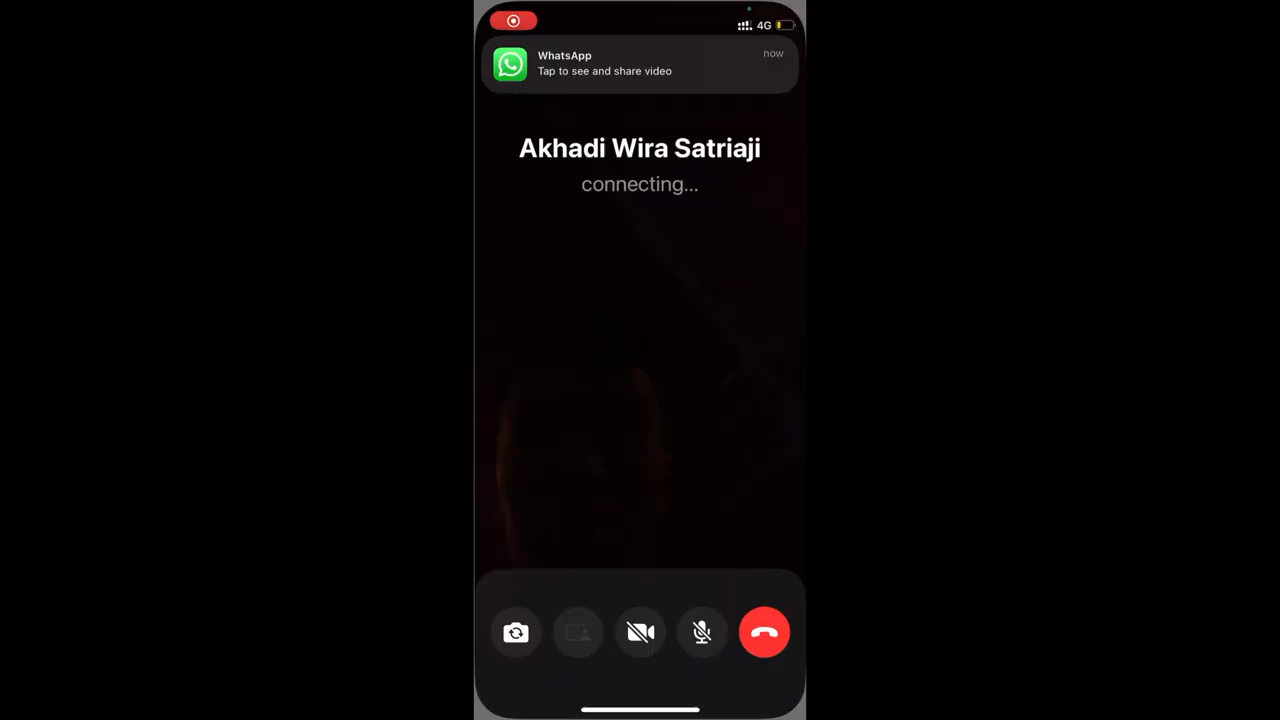 4G
WhatsApp
now
Tap to see and share video
Akhadi Wira Satriaji
connecting...